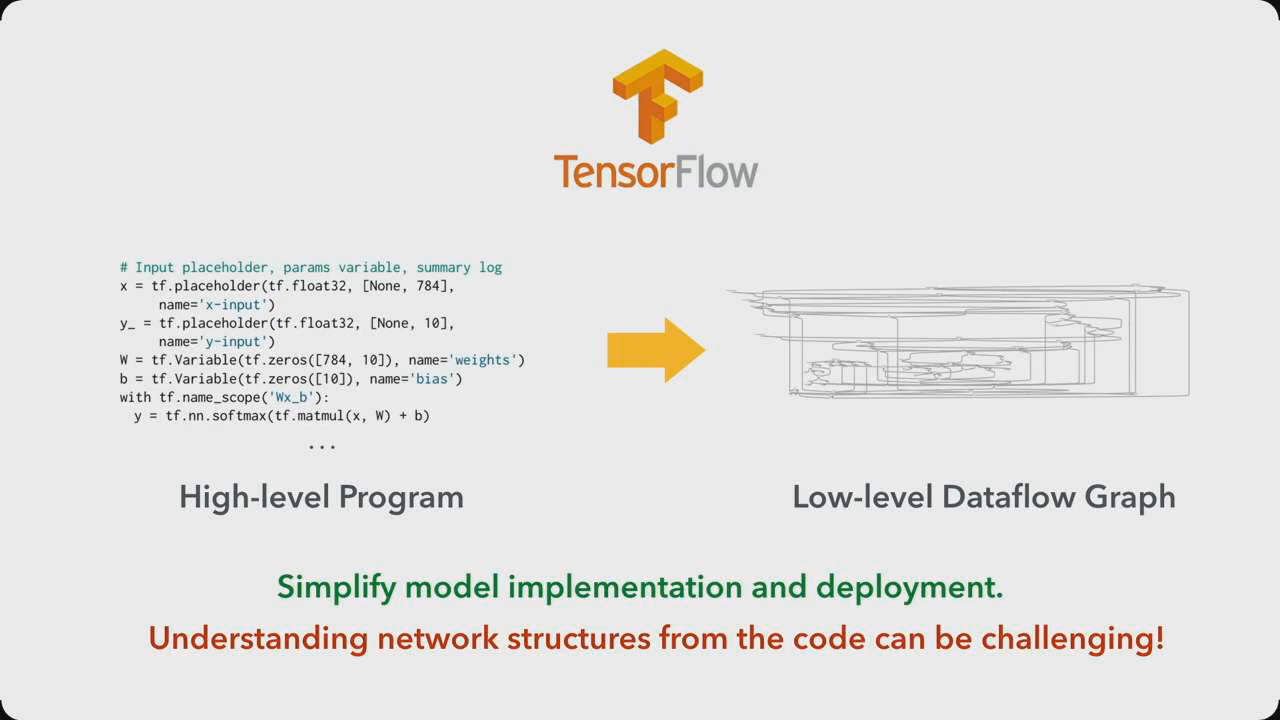 TensorFlow
# Input placeholder, params variable, summary log
x = tf.placeholder(tf.float32, [None, 784],
name='x-input')
y_ = tf.placeholder(tf.float32, [None, 10],
name='y-input')
W = tf.Variable(tf.zeros([784, 10]), name='weights')
b = tf.Variable(tf.zeros([10]), name='bias')
with tf.name_scope('Wx_b'):
y = tf.nn.softmax(tf.matmul(x, W) + b)
...
High-level Program
Low-level Dataflow Graph
Simplify model implementation and deployment.
Understanding network structures from the code can be challenging!